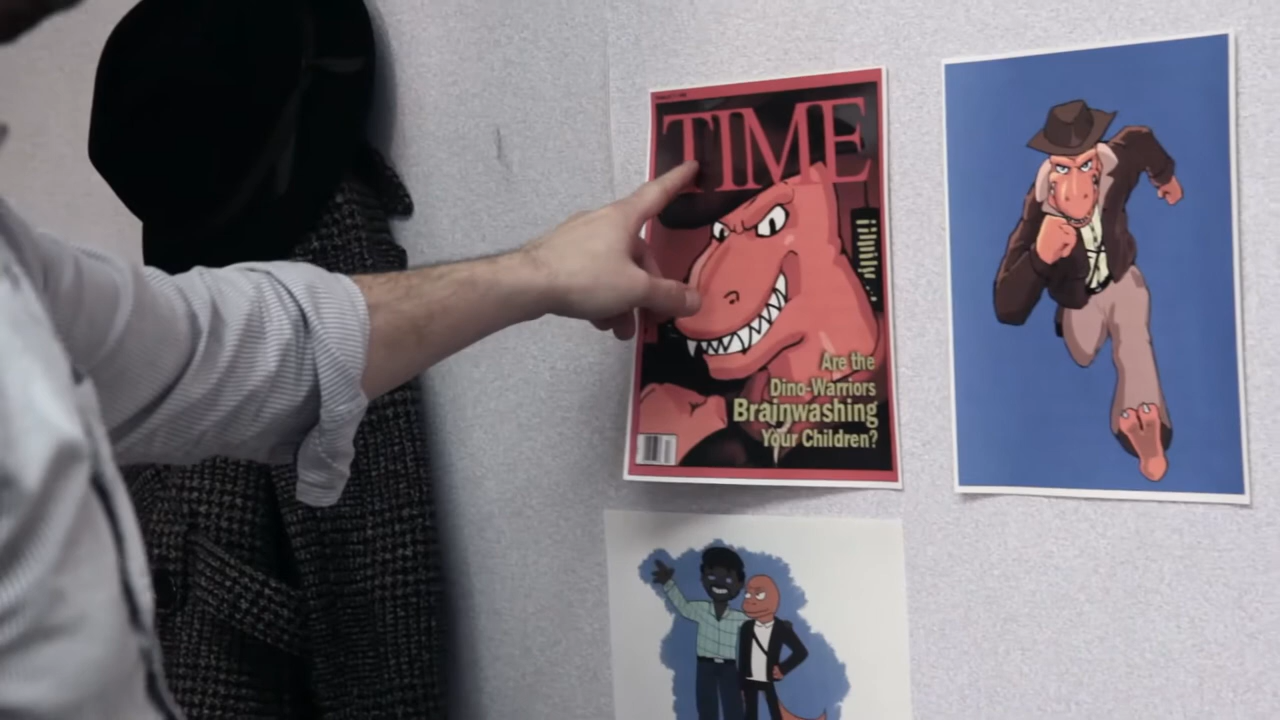 TIME
Are the
Dino-Warriors
Brainwashing
Your Children?